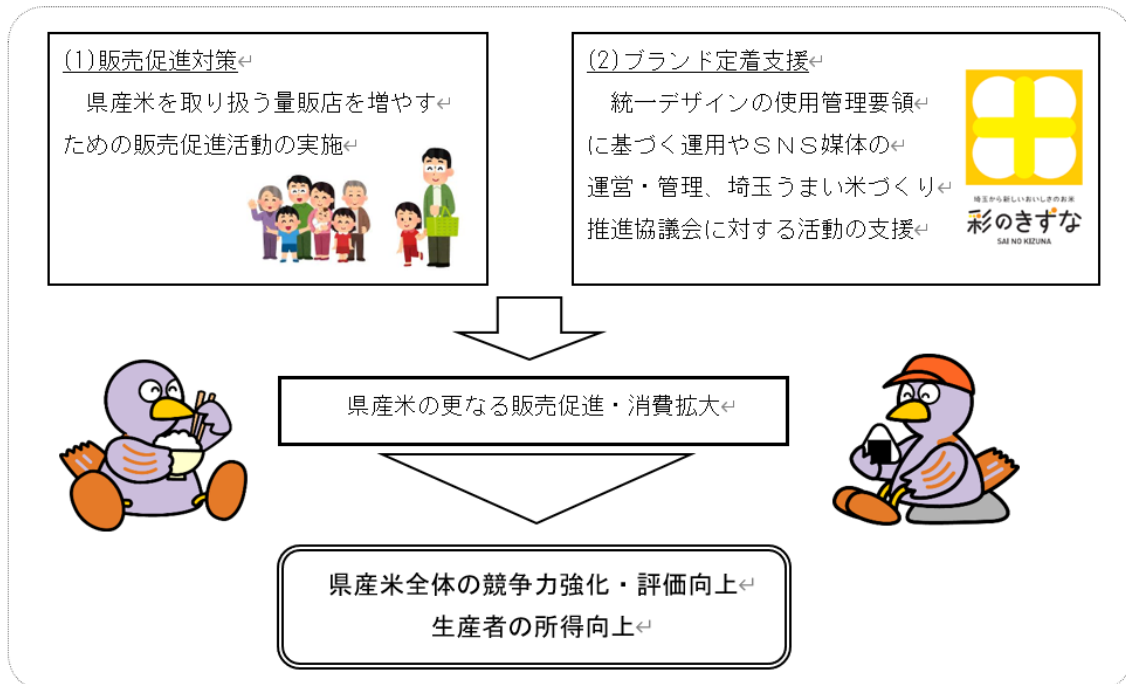 (1)販売促進対策↵
県産米を取り扱う量販店を増やす↵
ための販売促進活動の実施↵
(2)ブランド定着支援↵
統一デザインの使用管理要領↵
に基づく運用やＳＮＳ媒体の↵
運営・管理、埼玉うまい米づくり↵
推進協議会に対する活動の支援↵
埼玉から新しいおいしさのお米
彩のきずな
SAI NO KIZUNA
県産米の更なる販売促進・消費拡大↵
県産米全体の競争力強化・評価向上↵
生産者の所得向上↵